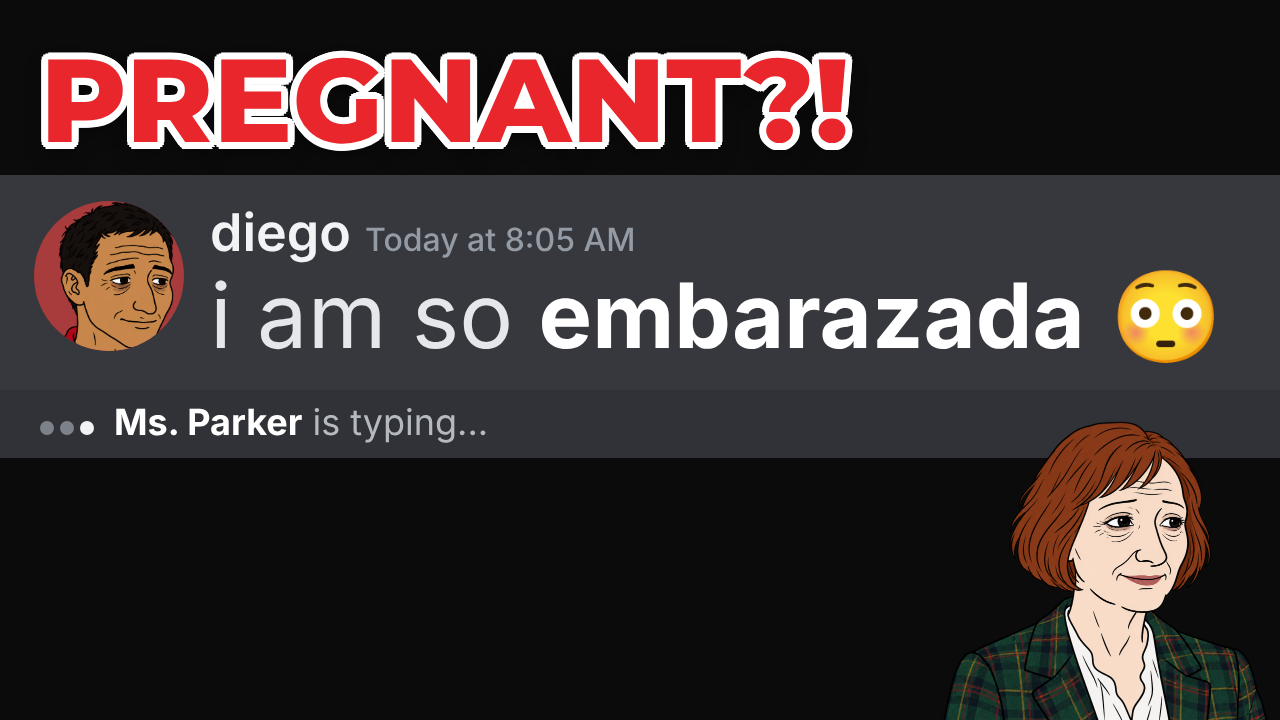 PREGNANT?!
diego Today at 8:05 AM
i am so embarazada 😳
Ms. Parker is typing...